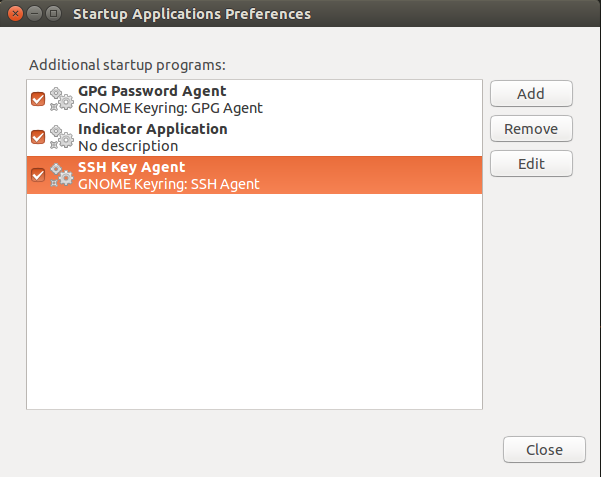 Startup Applications Preferences
Additional startup programs:
GPG Password Agent
GNOME Keyring: GPG Agent
Indicator Application
No description
SSH Key Agent
GNOME Keyring: SSH Agent
Add
Remove
Edit
Close